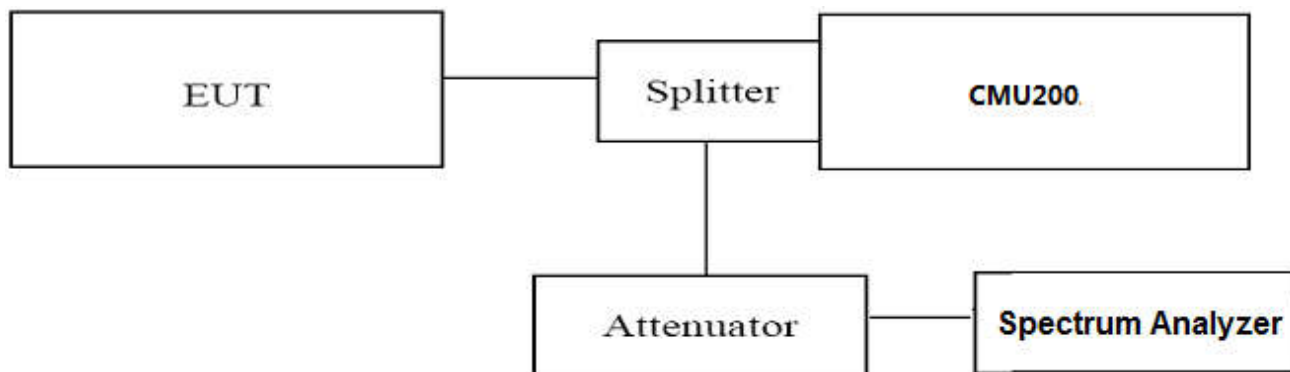 EUT
Splitter
CMU200.
Attenuator
Spectrum Analyzer